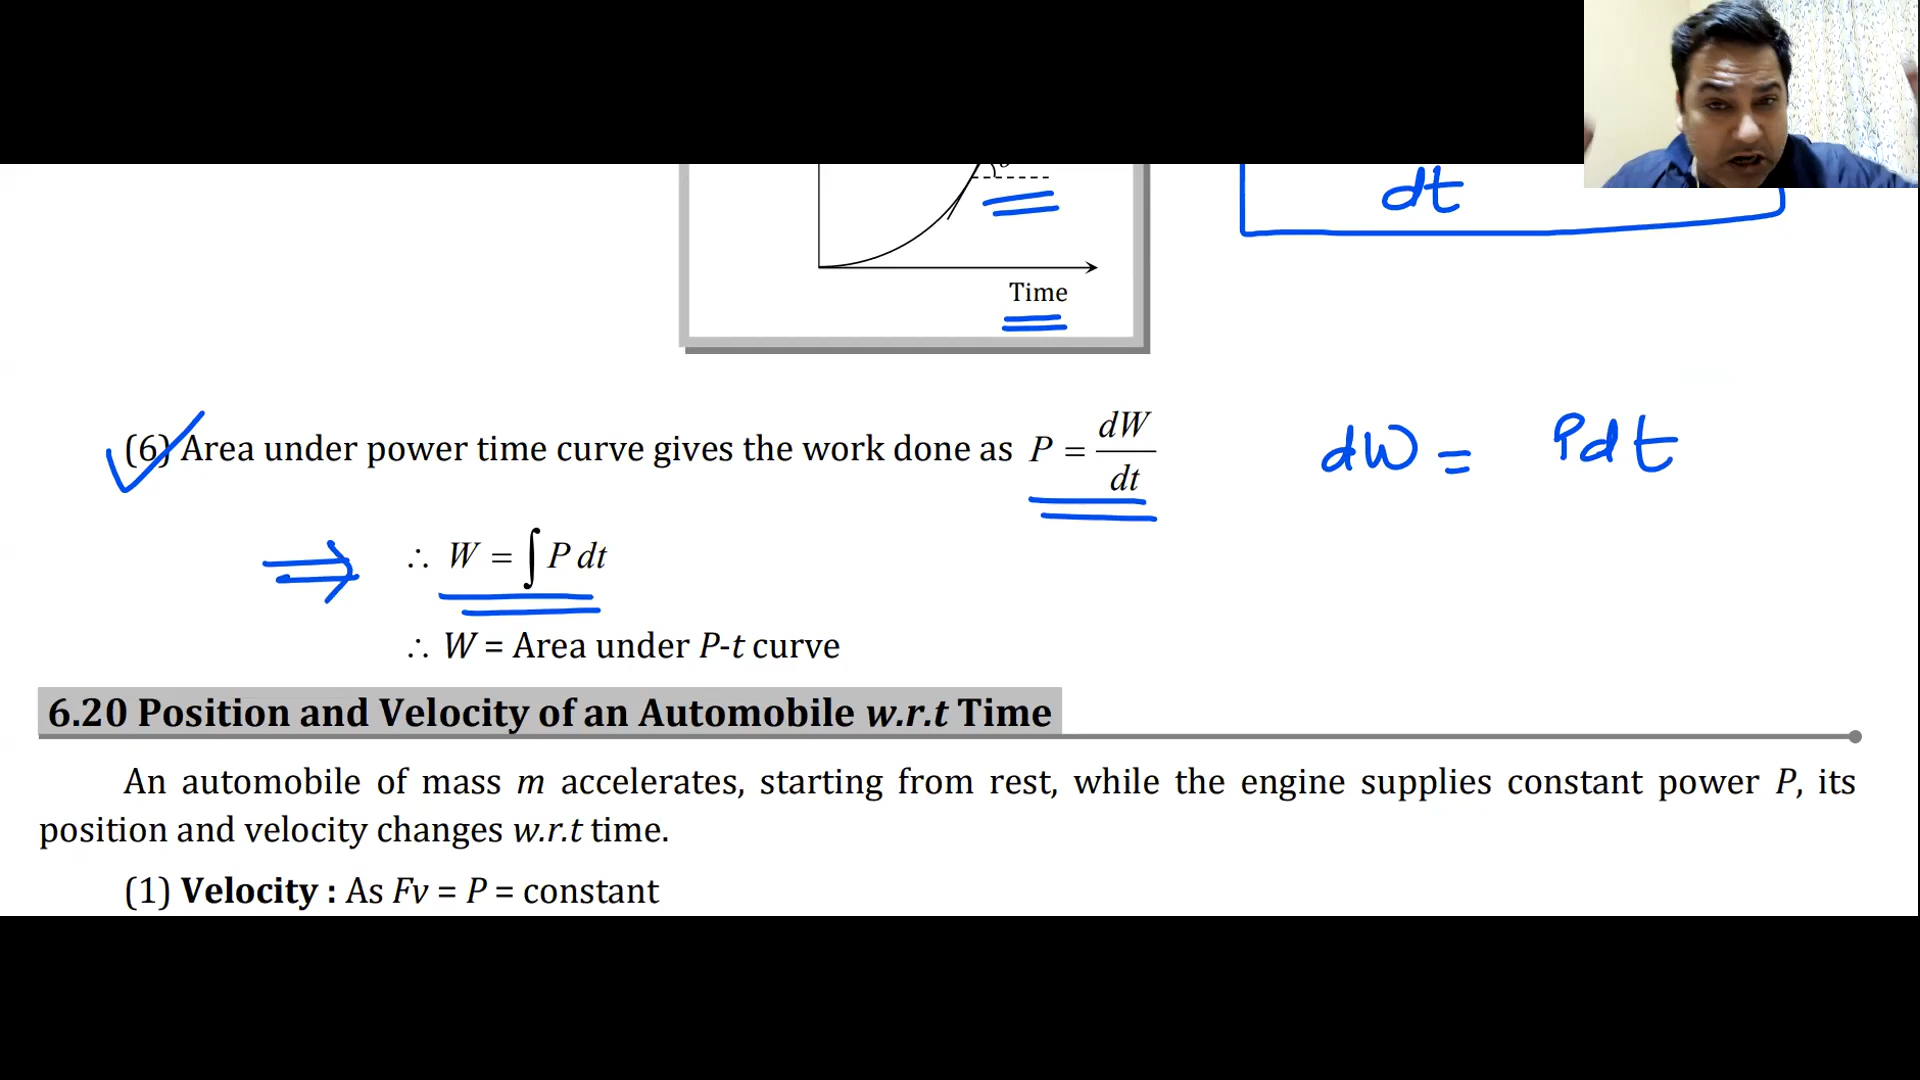 dt
Time
(6) Area under power time curve gives the work done as P = dW/dt
dW = Pdt
∴ W = ∫ P dt
∴ W = Area under P-t curve
6.20 Position and Velocity of an Automobile w.r.t Time
An automobile of mass m accelerates, starting from rest, while the engine supplies constant power P, its
position and velocity changes w.r.t time.
(1) Velocity : As Fv = P = constant